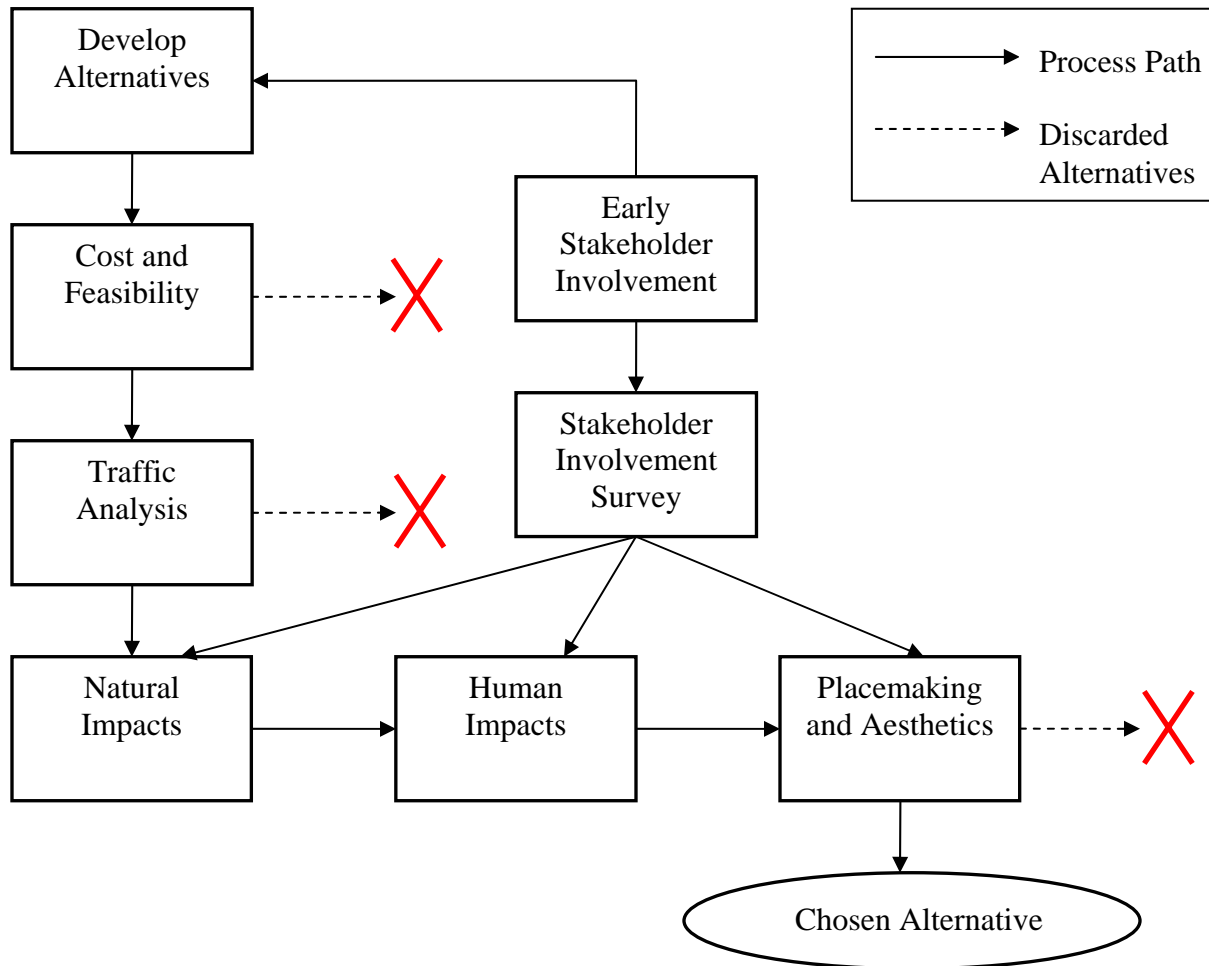 Develop
Alternatives
Process Path
Discarded
Alternatives
Early
Stakeholder
Involvement
Cost and
Feasibility
Stakeholder
Involvement
Survey
Traffic
Analysis
Natural
Impacts
Human
Impacts
Placemaking
and Aesthetics
Chosen Alternative